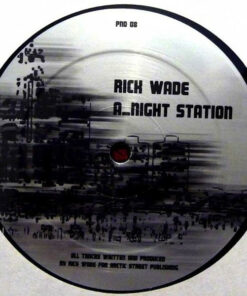 PND 08
RICK WADE
A_NIGHT STATION
ALL TRACKS WRITTEN AND PRODUCED
BY RICK WADE FOR ARCTIC STREET PUBLISHING